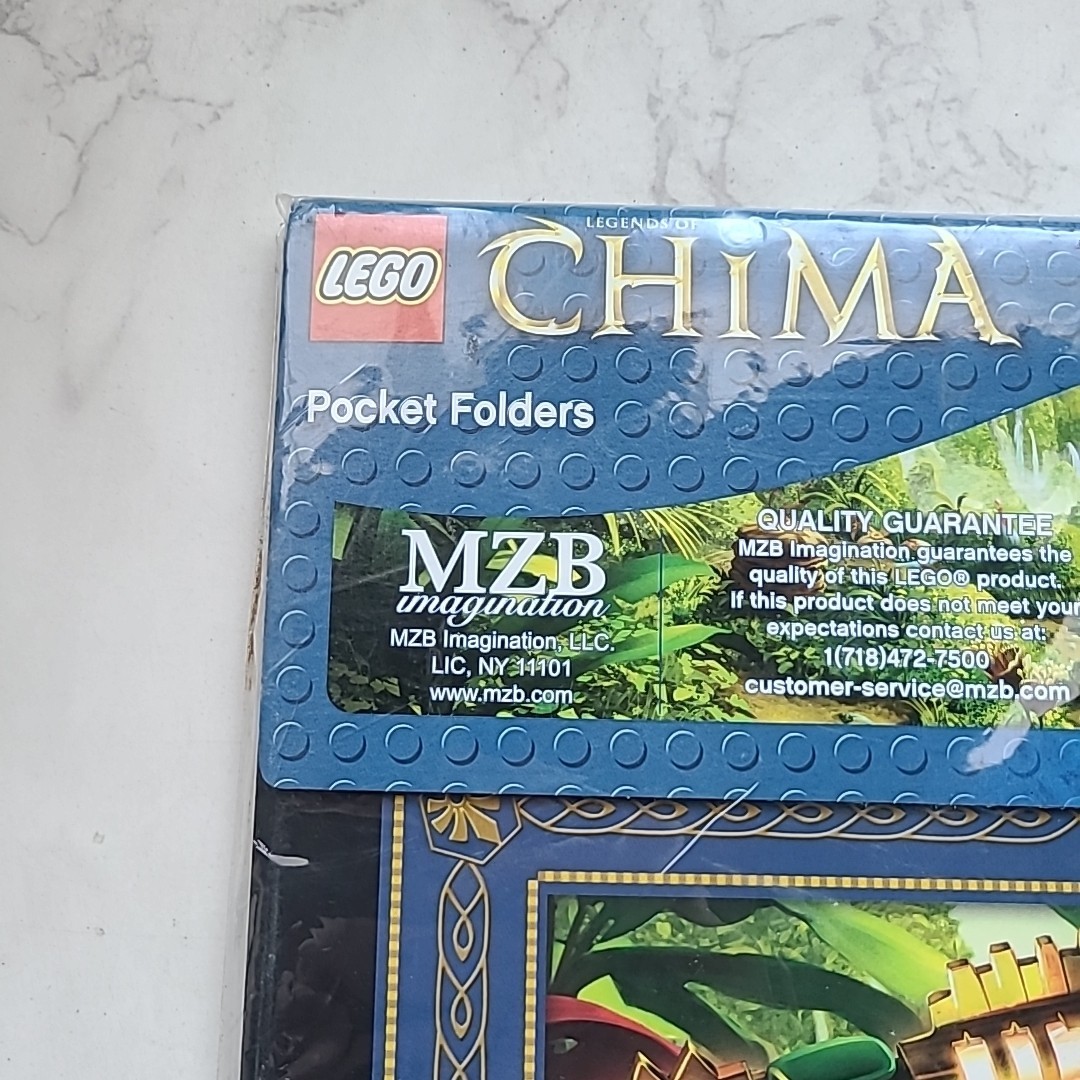 LEGO
LEGENDS OF
CHIMA
Pocket Folders
MZB
imagination
MZB Imagination, LLC.
LIC, NY 11101
www.mzb.com
QUALITY GUARANTEE
MZB Imagination guarantees the
quality of this LEGO® product.
If this product does not meet your
expectations contact us at:
1(718)472-7500
customer-service@mzb.com